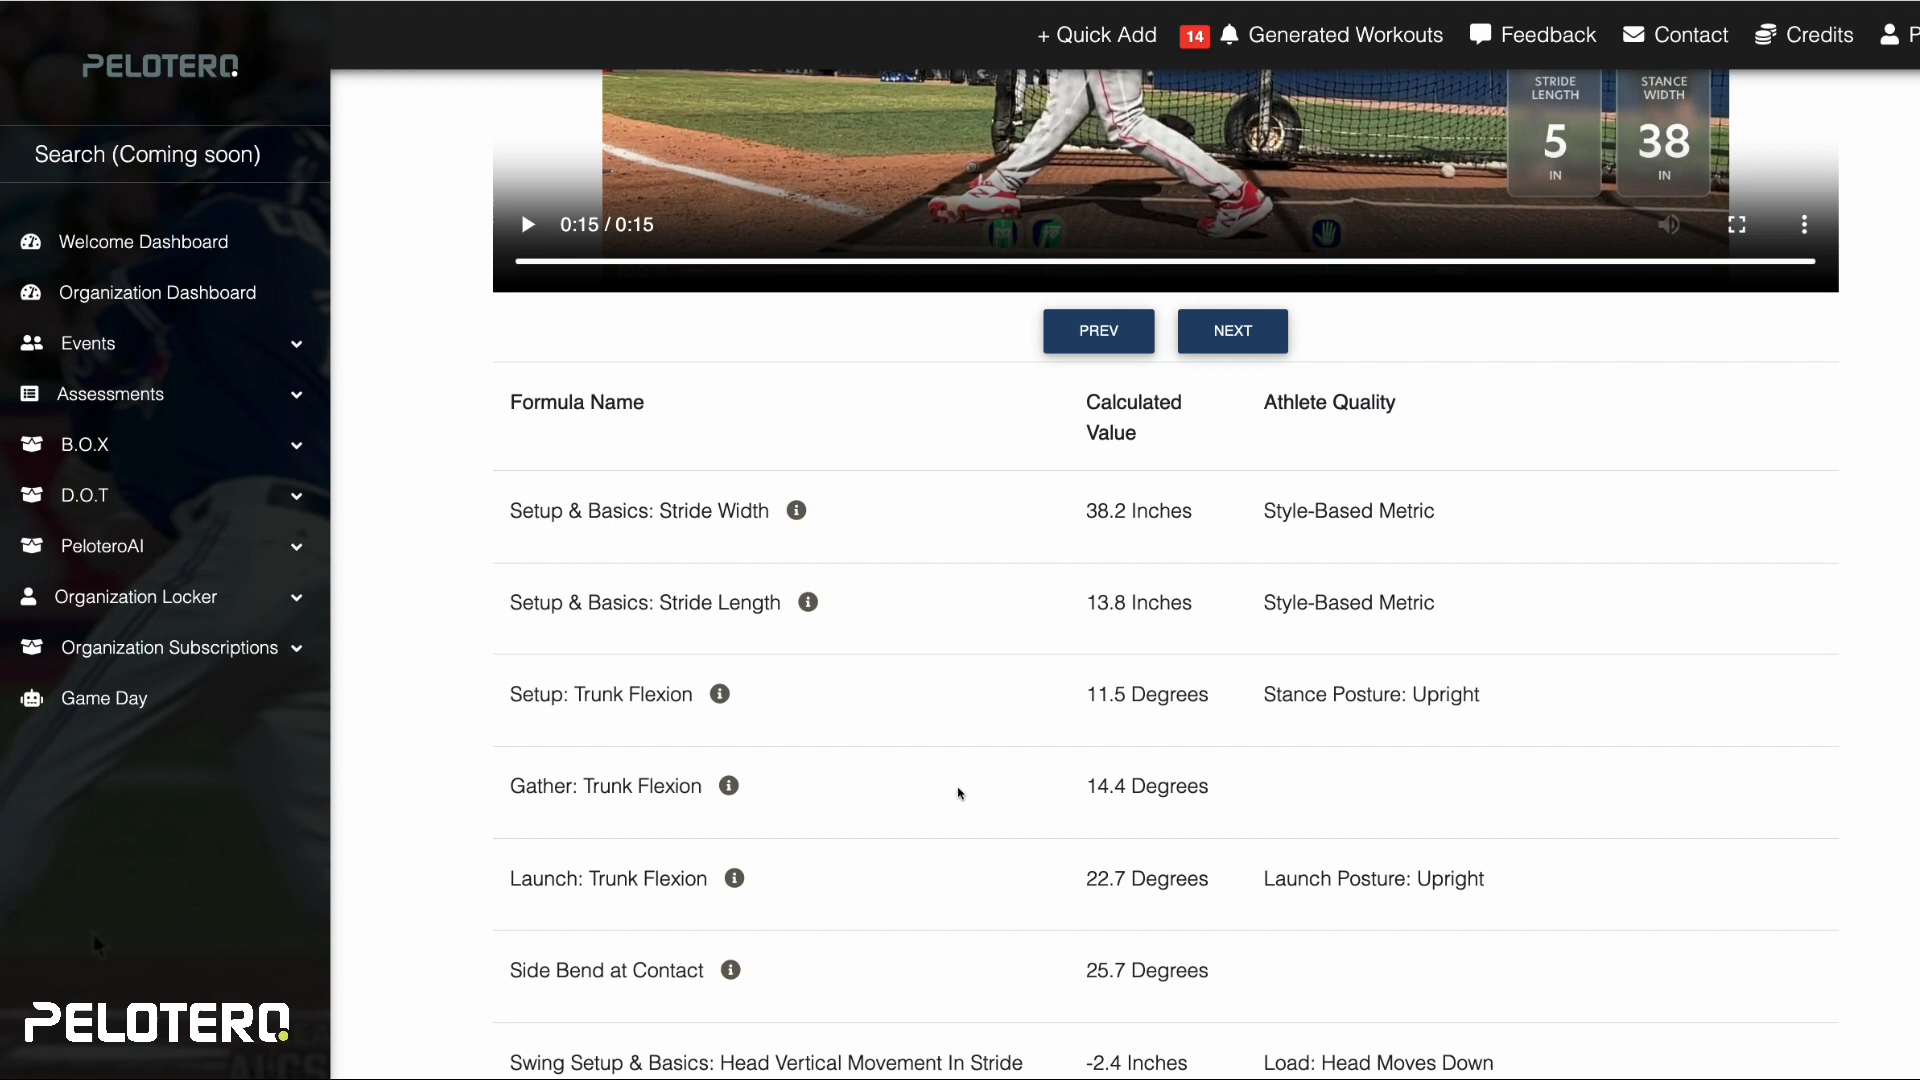 PELOTERO
+ Quick Add
14
Generated Workouts
Feedback
Contact
Credits
P
Search (Coming soon)
Welcome Dashboard
Organization Dashboard
Events
Assessments
B.O.X
D.O.T
PeloteroAI
Organization Locker
Organization Subscriptions
Game Day
PELOTERO
STRIDE
LENGTH
5
IN
STANCE
WIDTH
38
IN
0:15 / 0:15
PREV
NEXT
Formula Name
Calculated
Value
Athlete Quality
Setup & Basics: Stride Width
38.2 Inches
Style-Based Metric
Setup & Basics: Stride Length
13.8 Inches
Style-Based Metric
Setup: Trunk Flexion
11.5 Degrees
Stance Posture: Upright
Gather: Trunk Flexion
14.4 Degrees
Launch: Trunk Flexion
22.7 Degrees
Launch Posture: Upright
Side Bend at Contact
25.7 Degrees
Swing Setup & Basics: Head Vertical Movement In Stride
-2.4 Inches
Load: Head Moves Down